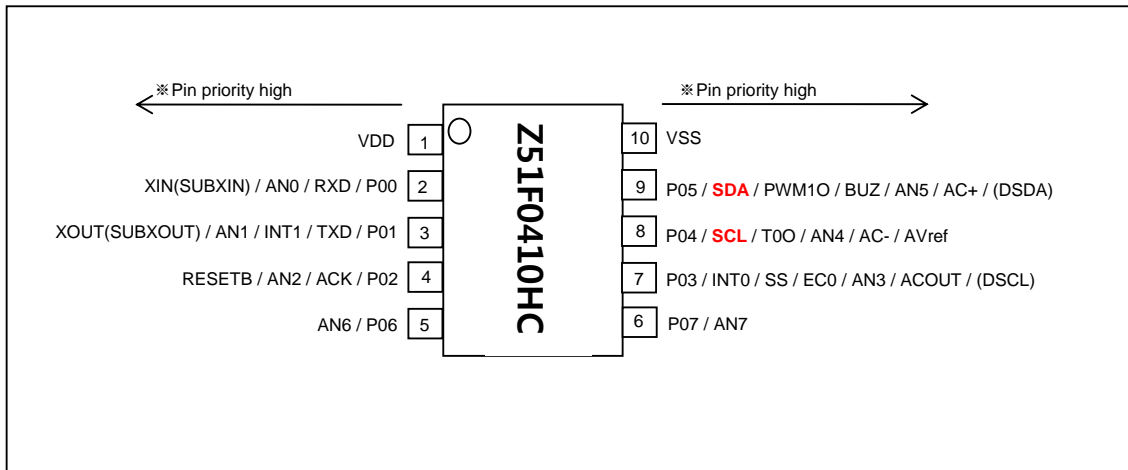 ※Pin priority high
※Pin priority high
VDD 1
10 VSS
XIN(SUBXIN) / AN0 / RXD / P00 2
9 P05 / SDA / PWM1O / BUZ / AN5 / AC+ / (DSDA)
XOUT(SUBXOUT) / AN1 / INT1 / TXD / P01 3
8 P04 / SCL / T0O / AN4 / AC- / AVref
RESETB / AN2 / ACK / P02 4
7 P03 / INT0 / SS / EC0 / AN3 / ACOUT / (DSCL)
AN6 / P06 5
6 P07 / AN7
Z51F0410HC